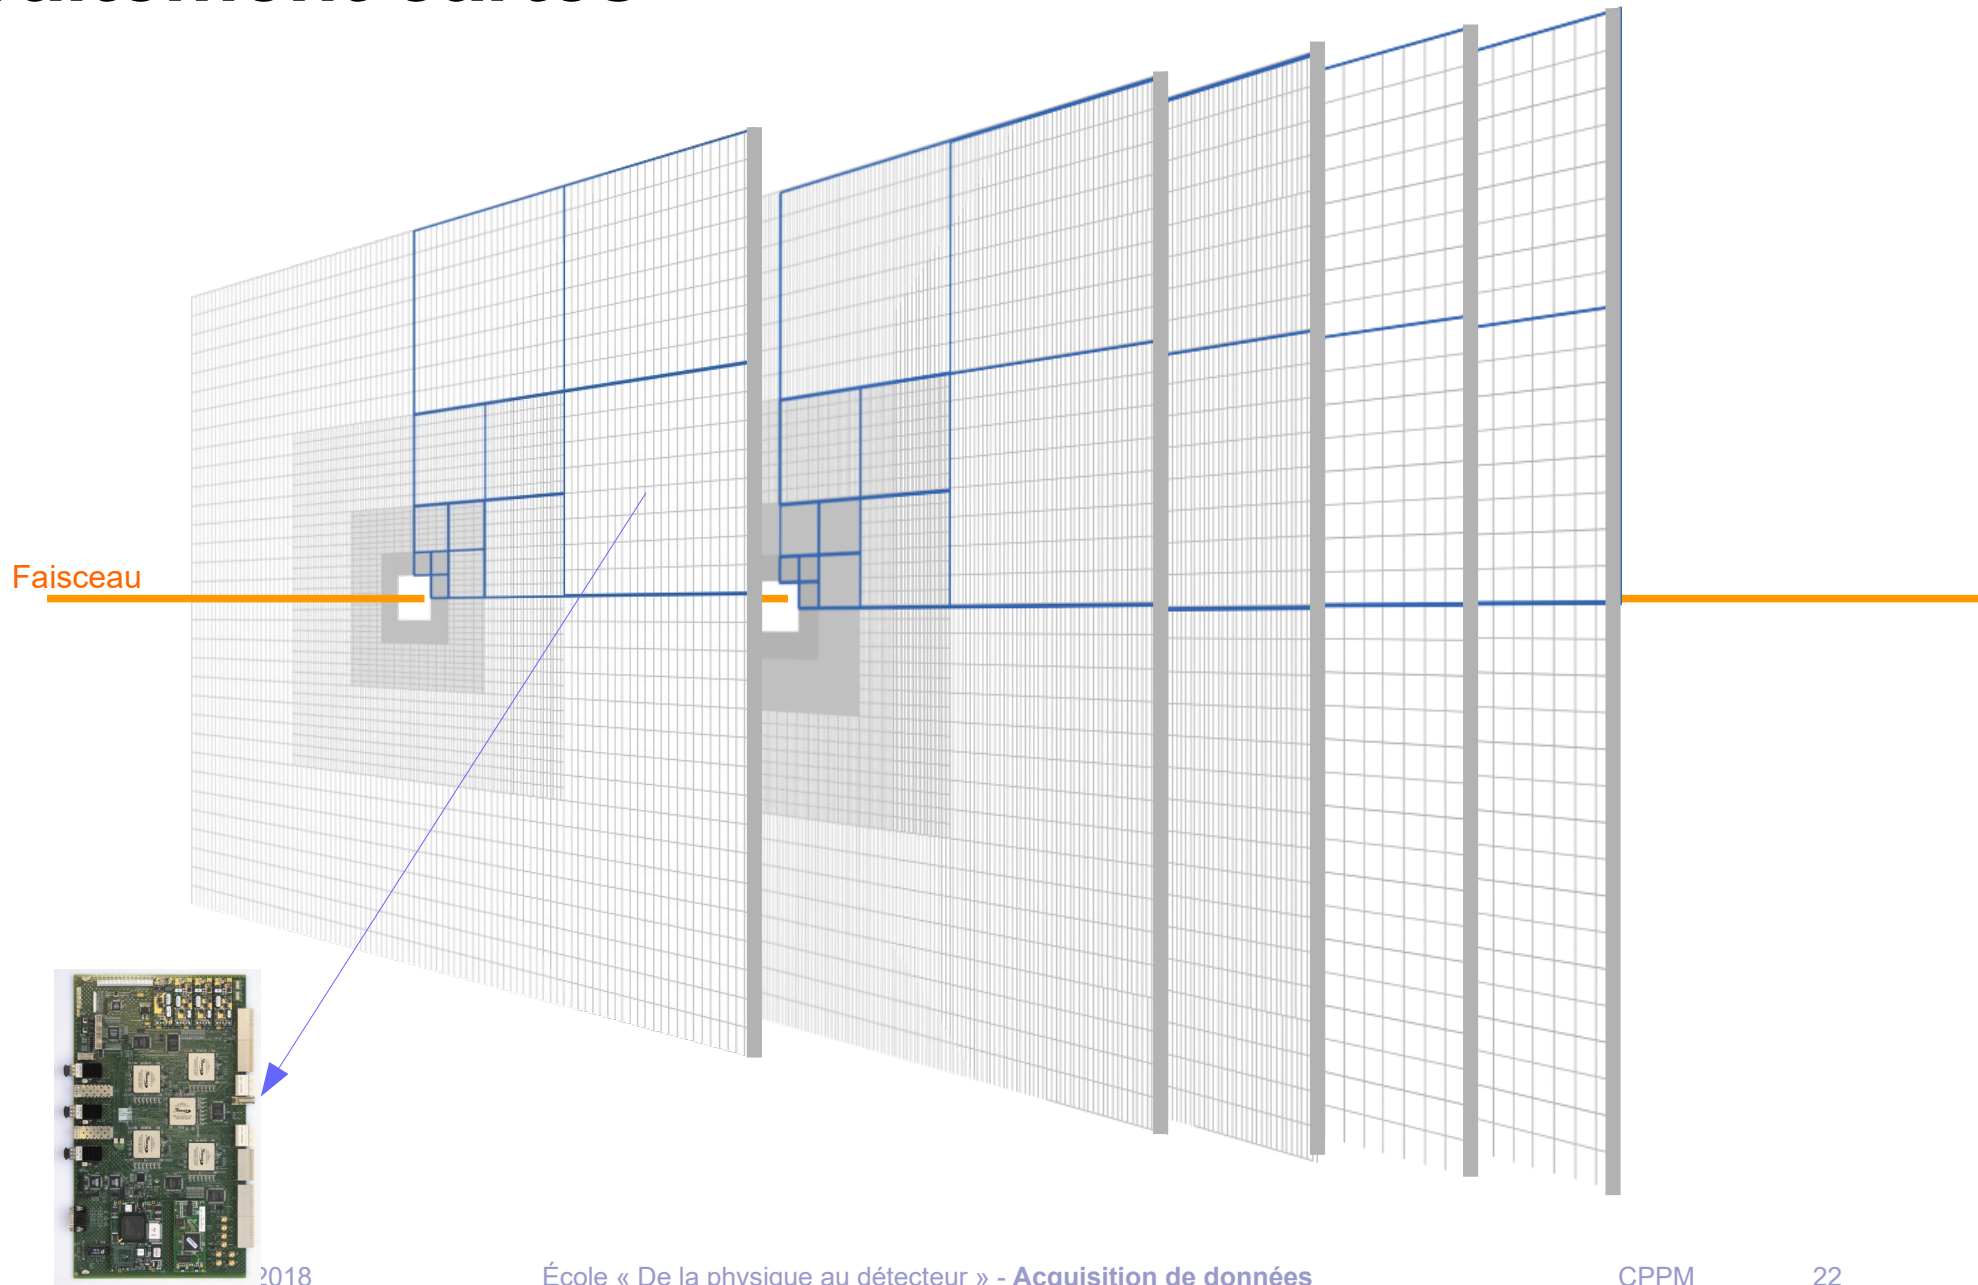 Faisceau
2018
École « De la physique au détecteur » - Acquisition de données
CPPM
22